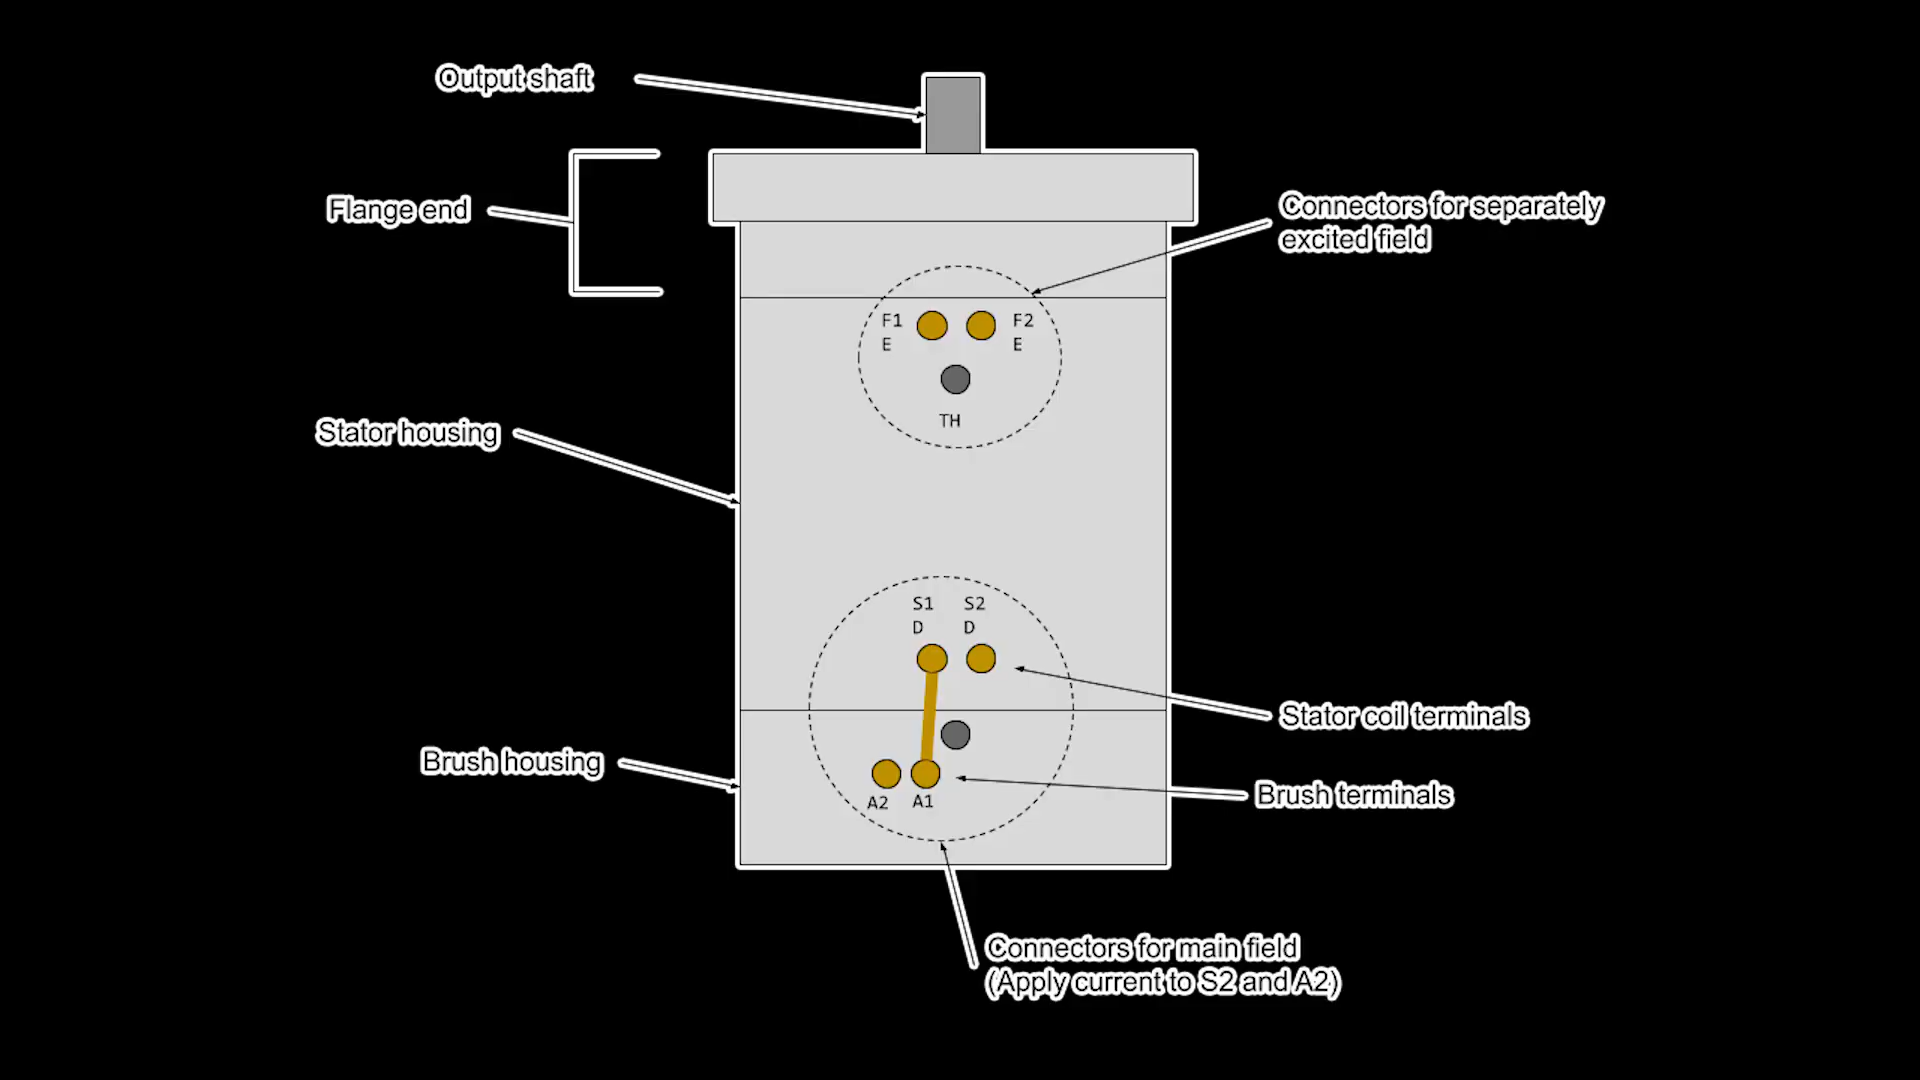 Output shaft
Flange end
Connectors for separately
excited field
F1
E
F2
E
TH
Stator housing
S1
D
S2
D
Stator coil terminals
Brush housing
Brush terminals
A2
A1
Connectors for main field
(Apply current to S2 and A2)